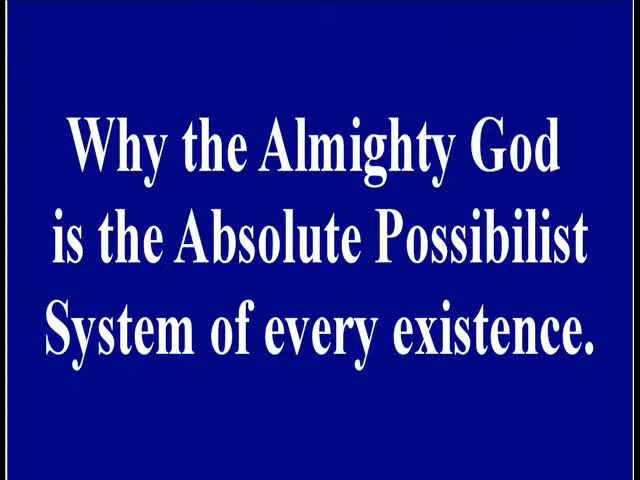 Why the Almighty God
is the Absolute Possibilist
System of every existence.